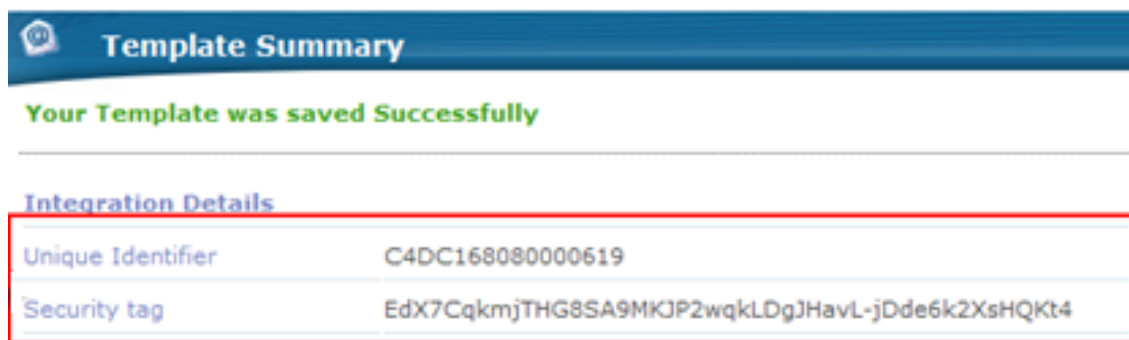 Template Summary
Your Template was saved Successfully
Integration Details
Unique Identifier C4DC168080000619
Security tag EdX7CqkmjTHG8SA9MKJP2wqkLDgJHavL-jDde6k2XsHQKt4